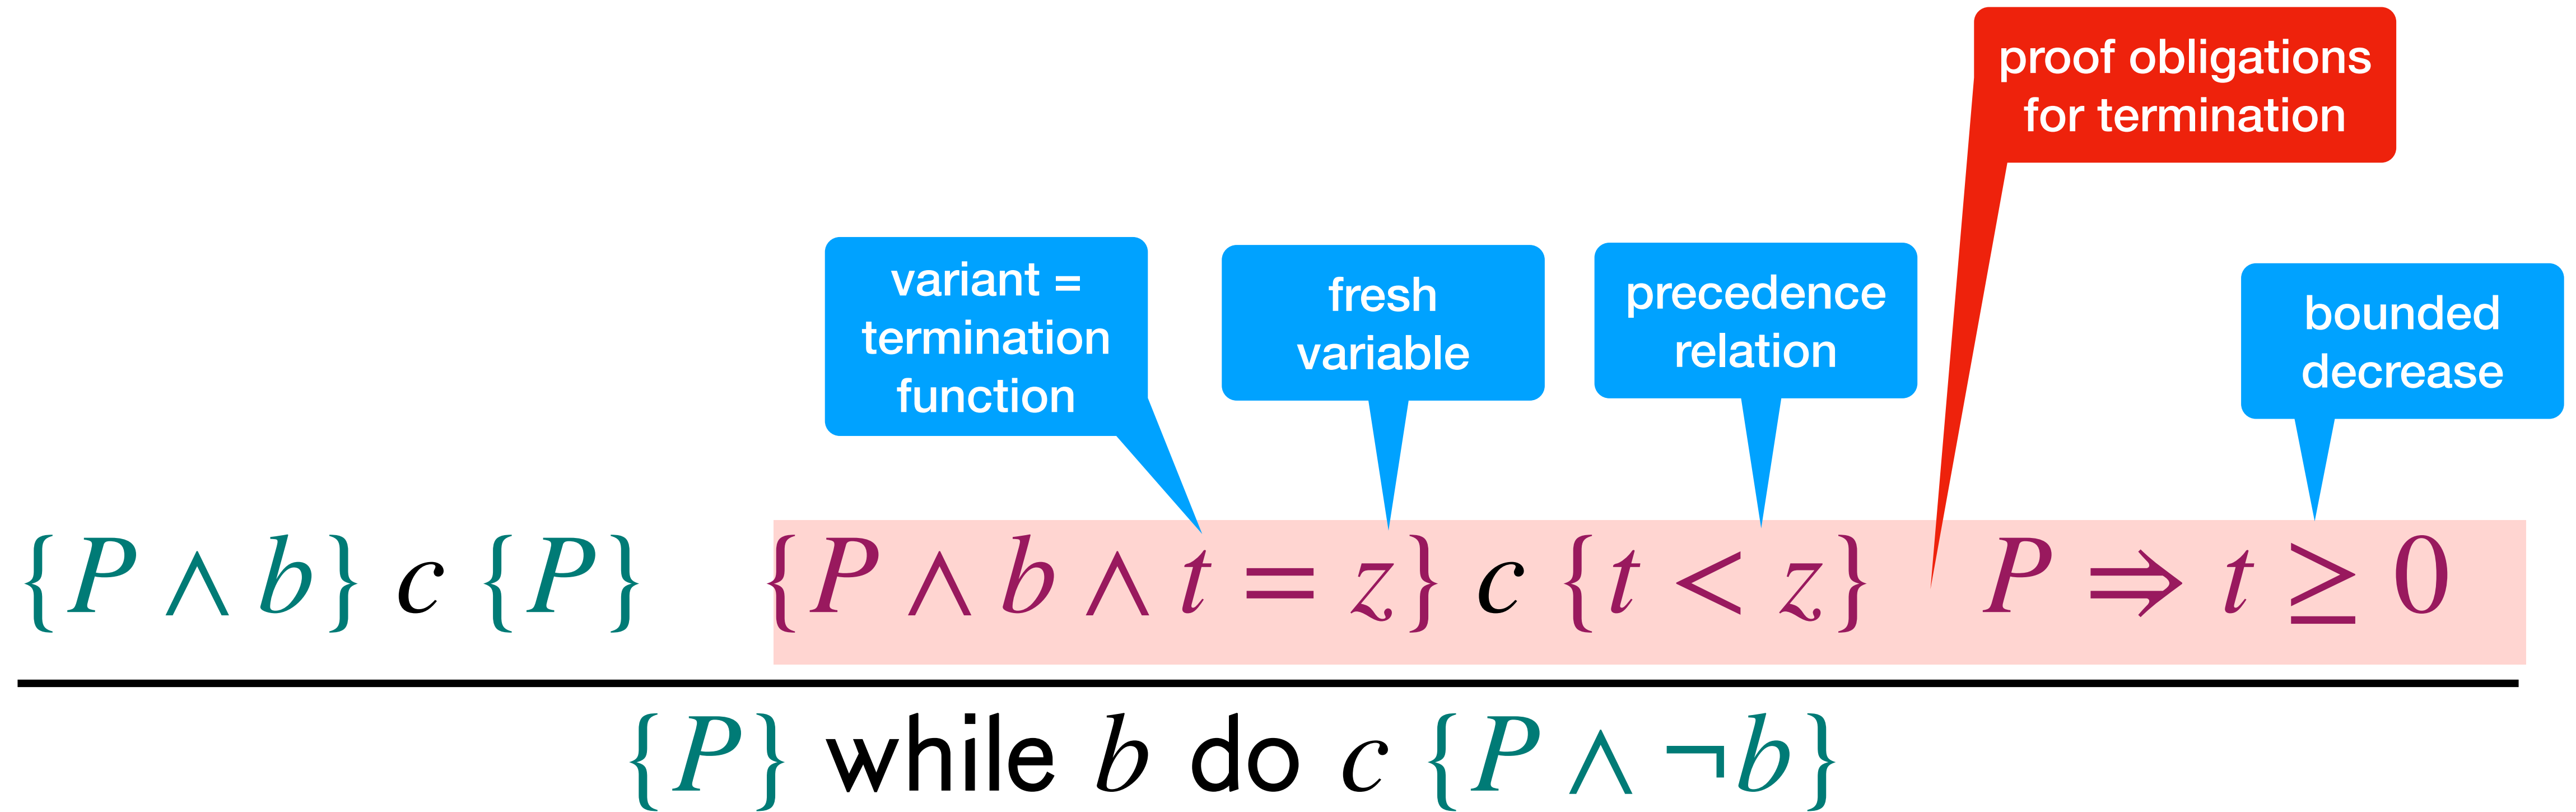 proof obligations
for termination
variant =
termination
function
fresh
variable
precedence
relation
bounded
decrease
{P ∧ b} c {P} {P ∧ b ∧ t = z} c {t < z} P ⇒ t ≥ 0
{P} while b do c {P ∧ ¬b}